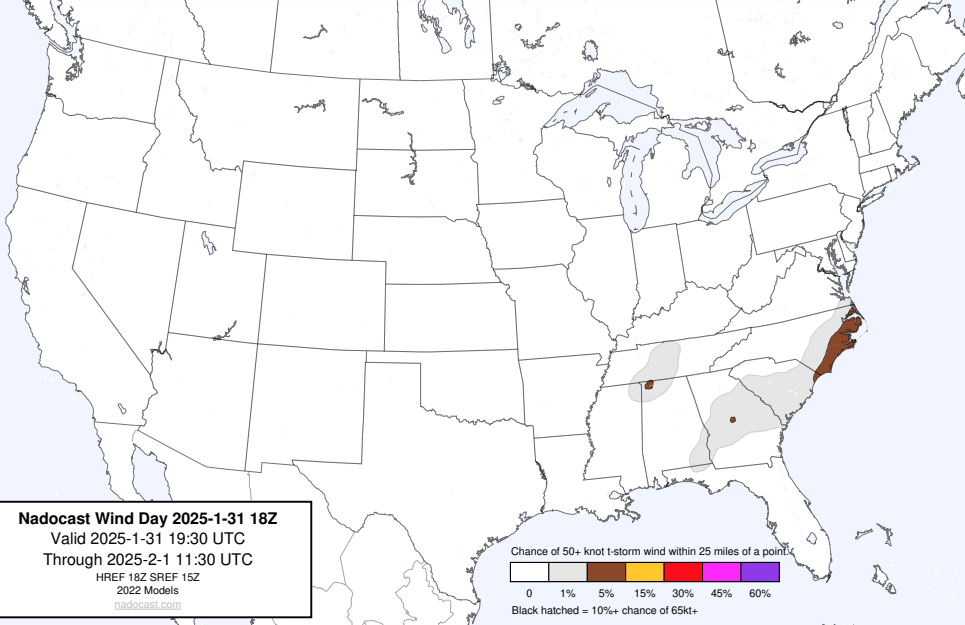 Nadocast Wind Day 2025-1-31 18Z
Valid 2025-1-31 19:30 UTC
Through 2025-2-1 11:30 UTC
HREF 18Z SREF 15Z
2022 Models
nadocast.com
Chance of 50+ knot t-storm wind within 25 miles of a point.
0 1% 5% 15% 30% 45% 60%
Black hatched = 10%+ chance of 65kt+